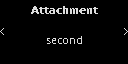 Attachment
< second >